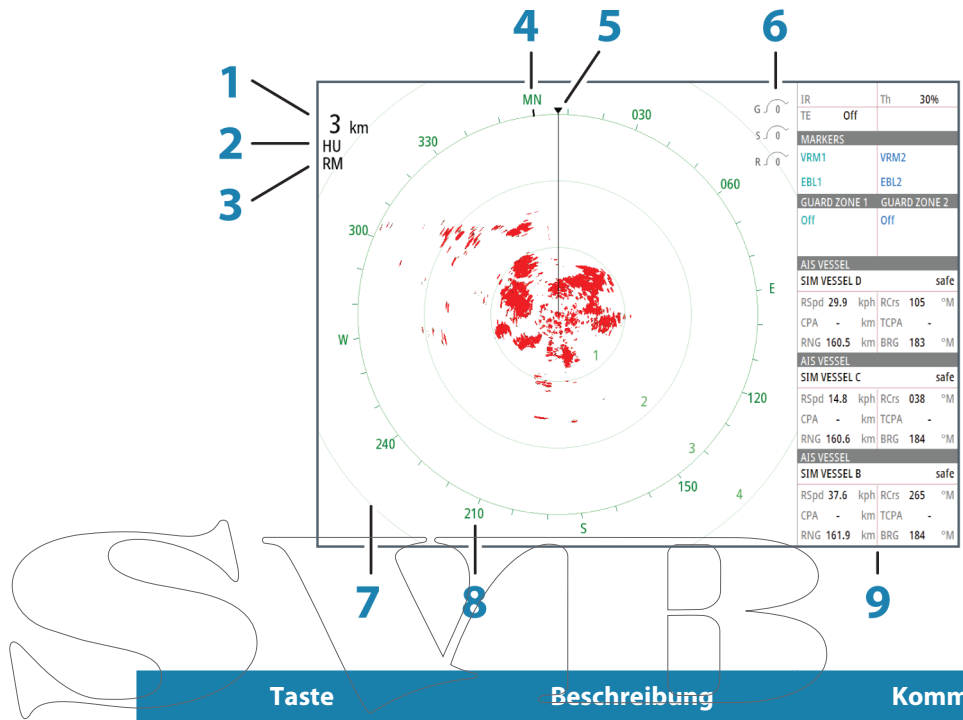 4 5 6
1
2
3
MN
3 km
HU
RM
330
030
300
060
W
E
240
120
210
150
S
1
2
3
4
G 0
S 0
R 0
IR Th 30%
TE Off
MARKERS
VRM1 VRM2
EBL1 EBL2
GUARD ZONE 1 GUARD ZONE 2
Off Off
AIS VESSEL
SIM VESSEL D safe
RSpd 29.9 kph RCrs 105 °M
CPA - km TCPA -
RNG 160.5 km BRG 183 °M
AIS VESSEL
SIM VESSEL C safe
RSpd 14.8 kph RCrs 038 °M
CPA - km TCPA -
RNG 160.6 km BRG 184 °M
AIS VESSEL
SIM VESSEL B safe
RSpd 37.6 kph RCrs 265 °M
CPA - km TCPA -
RNG 161.9 km BRG 184 °M
7 8 9
SVB
Taste Beschreibung Komm